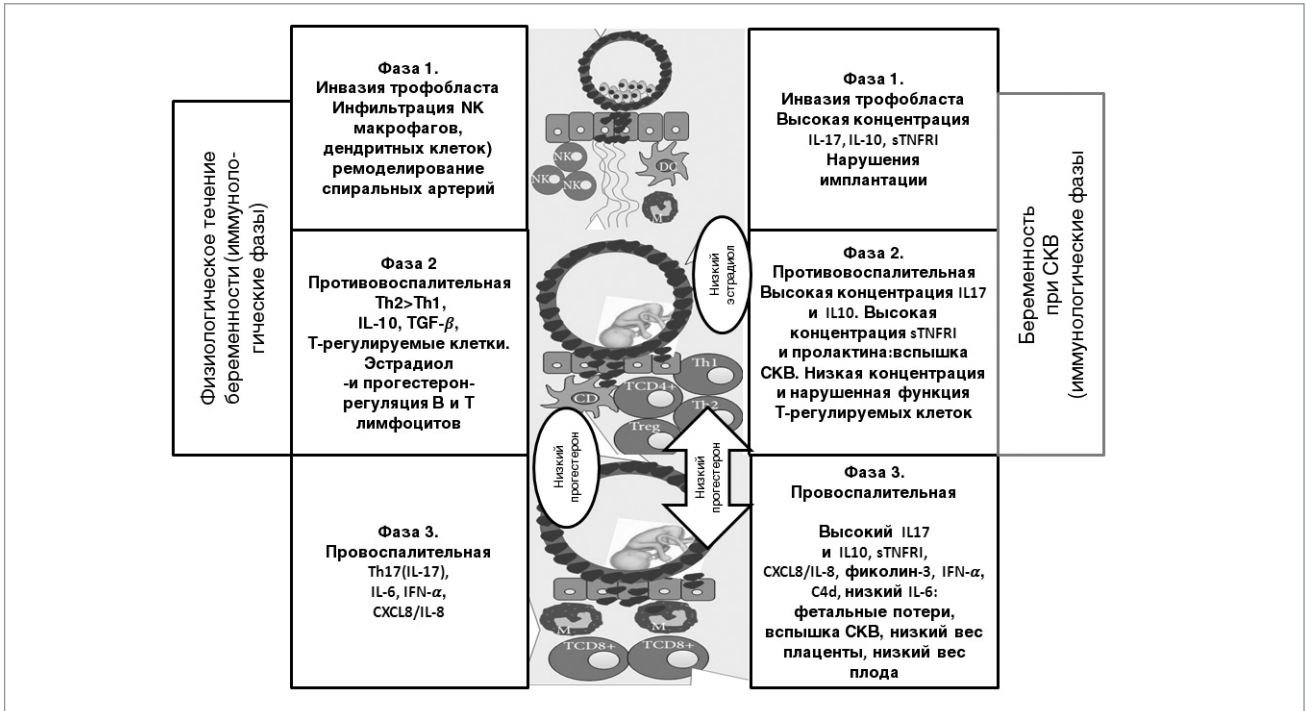 Физиологическое течение
беременности (иммуноло-
гические фазы)
Фаза 1.
Инвазия трофобласта
Инфильтрация NK
макрофагов,
дендритных клеток)
ремоделирование
спиральных артерий
Фаза 2
Противовоспалительная
Th2>Th1,
IL-10, TGF-β,
Т-регулируемые клетки.
Эстрадиол
-и прогестерон-
регуляция В и Т
лимфоцитов
Фаза 3.
Провоспалительная
Th17(IL-17),
IL-6, IFN-α,
CXCL8/IL-8
NK
NK
NK
DC
M
Низкий
эстрадиол
Th1
TCD4+
CD
Th2
Treg
Низкий
прогестерон
Низкий
прогестерон
M
M
TCD8+
TCD8+
Фаза 1.
Инвазия трофобласта
Высокая концентрация
IL-17, IL-10, sTNFRI
Нарушения
имплантации
Фаза 2.
Противовоспалительная
Высокая концентрация IL17
и IL10. Высокая
концентрация sTNFRI
и пролактина:вспышка
СКВ. Низкая концентрация
и нарушенная функция
Т-регулируемых клеток
Фаза 3.
Провоспалительная
Высокий IL17
и IL10, sTNFRI,
CXCL8/IL-8, фиколин-3, IFN-α,
C4d, низкий IL-6:
фетальные потери,
вспышка СКВ, низкий вес
плаценты, низкий вес
плода
Беременность
при СКВ
(иммунологические фазы)